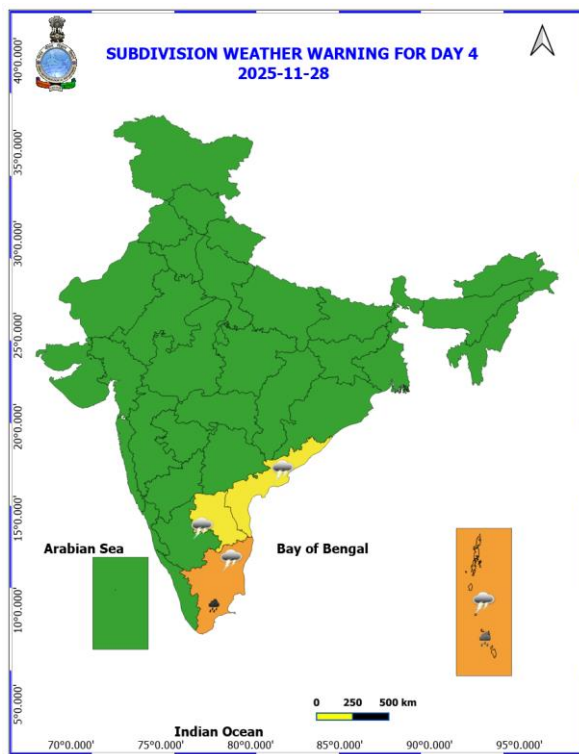 SUBDIVISION WEATHER WARNING FOR DAY 4
2025-11-28
40°0.000'
35°0.000'
30°0.000'
25°0.000'
20°0.000'
15°0.000'
10°0.000'
5°0.000'
Arabian Sea
Bay of Bengal
0 250 500 km
Indian Ocean
70°0.000' 75°0.000' 80°0.000' 85°0.000' 90°0.000' 95°0.000'